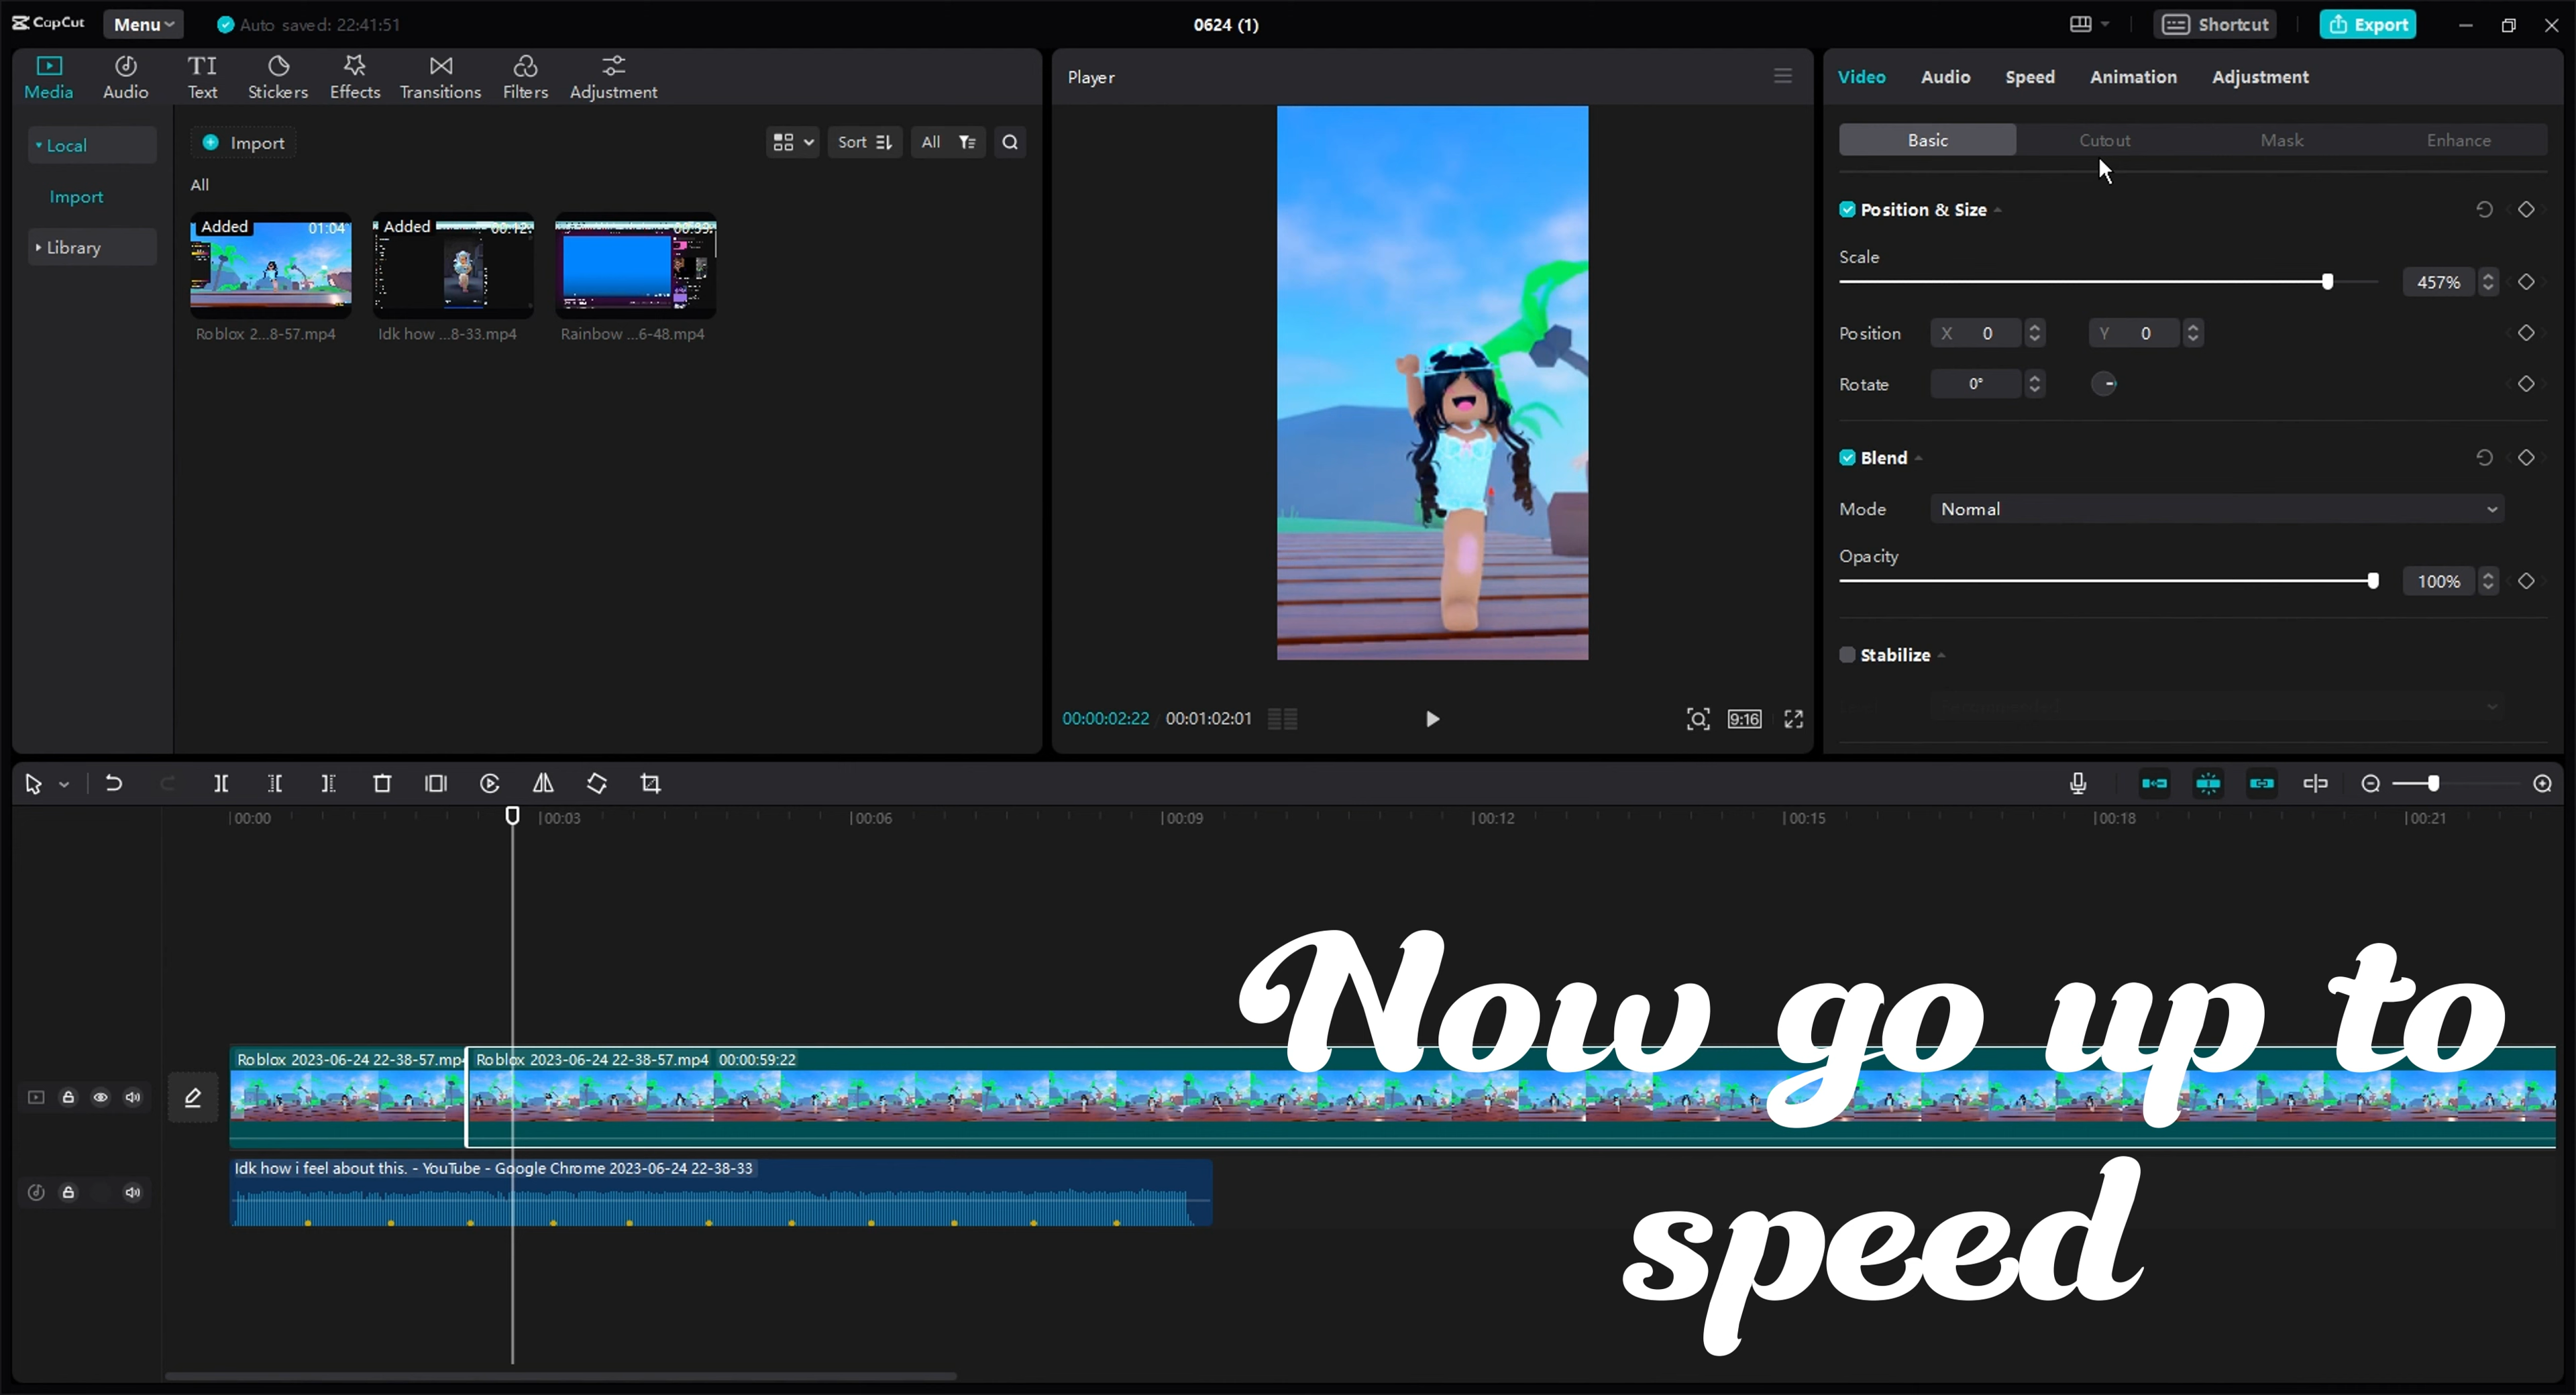 CapCut
Menu
Auto saved: 22:41:51
0624 (1)
Shortcut
Export
Media
Audio
Text
Stickers
Effects
Transitions
Filters
Adjustment
Local
Import
Library
Import
Sort
All
All
Added
01:04
Added
00:12
00:59
Roblox 2...8-57.mp4
Idk how ...8-33.mp4
Rainbow ...6-48.mp4
Player
00:00:02:22
00:01:02:01
9:16
Video
Audio
Speed
Animation
Adjustment
Basic
Cutout
Mask
Enhance
Position & Size
Scale
457%
Position
X 0
Y 0
Rotate
0°
Blend
Mode
Normal
Opacity
100%
Stabilize
00:00
00:03
00:06
00:09
00:12
00:15
00:18
00:21
Roblox 2023-06-24 22-38-57.mp4
Roblox 2023-06-24 22-38-57.mp4 00:00:59:22
Idk how i feel about this. - YouTube - Google Chrome 2023-06-24 22-38-33
Now go up to
speed